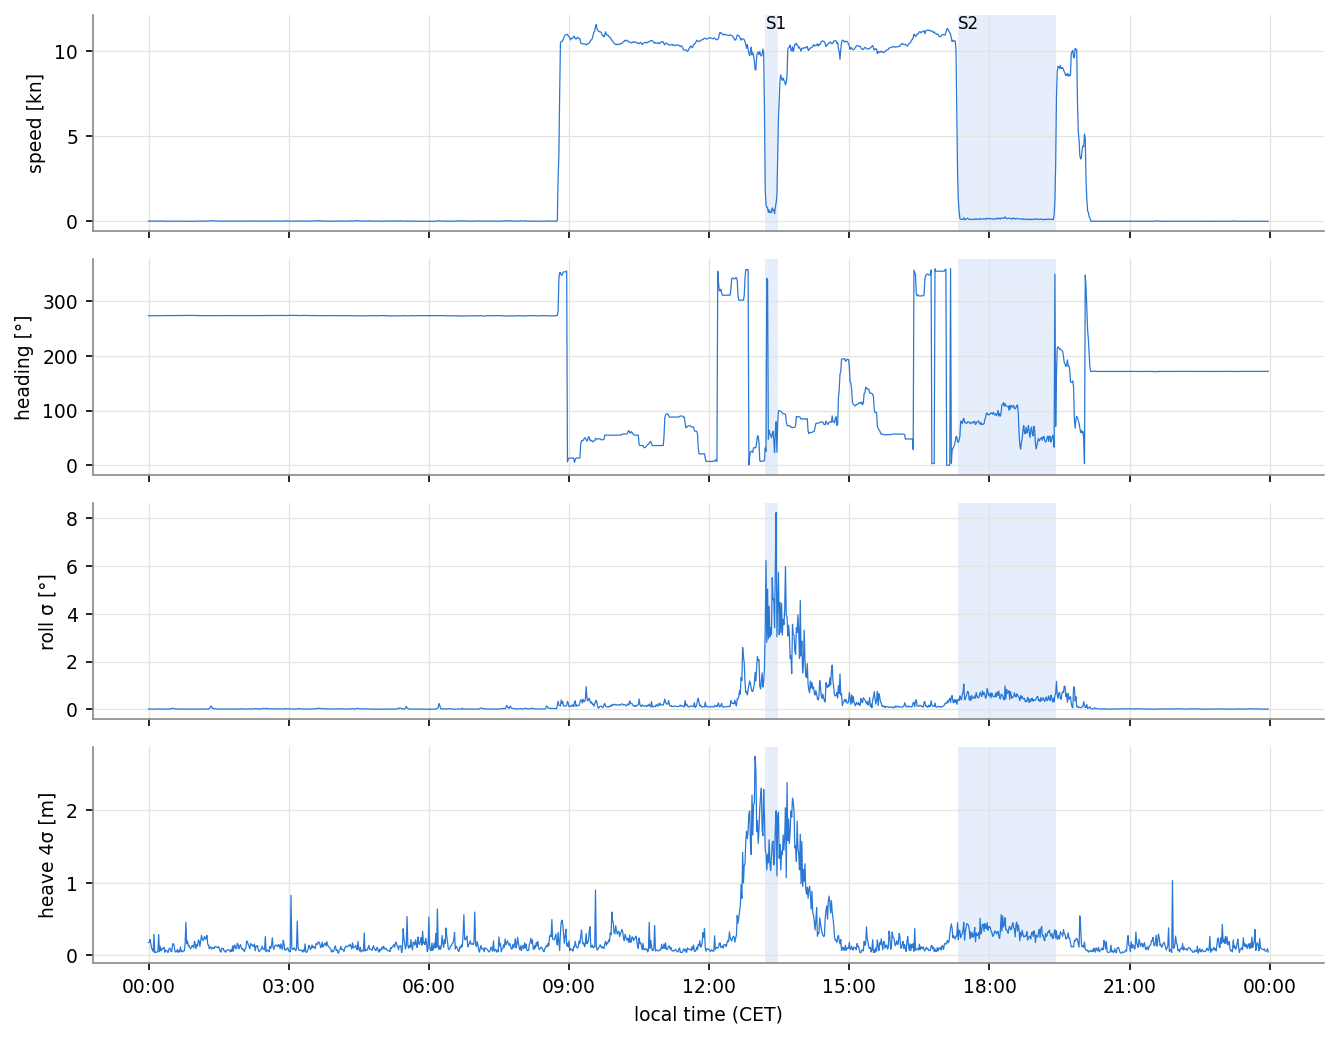 S1
S2
speed [kn]
10
5
0
heading [°]
300
200
100
0
roll σ [°]
8
6
4
2
0
heave 4σ [m]
2
1
0
00:00 03:00 06:00 09:00 12:00 15:00 18:00 21:00 00:00
local time (CET)